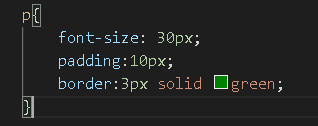 p{
font-size: 30px;
padding:10px;
border:3px solid green;
}